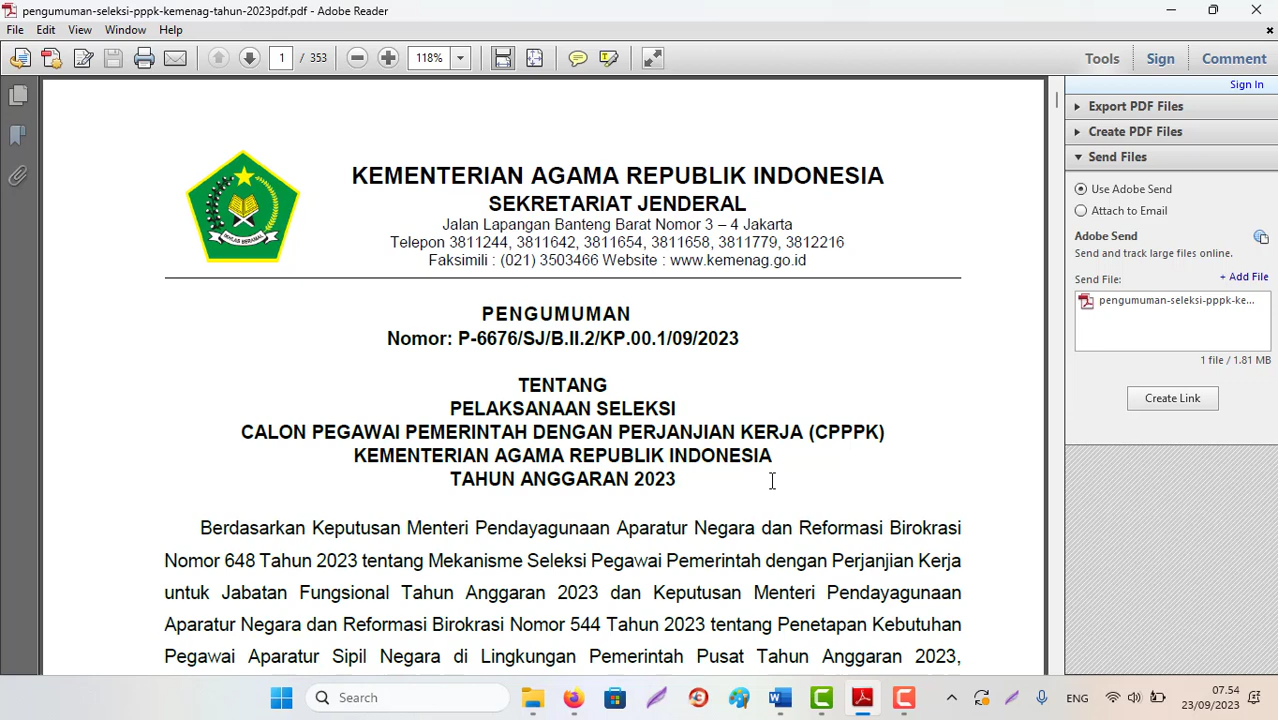 pengumuman-seleksi-pppk-kemenag-tahun-2023pdf.pdf - Adobe Reader
File Edit View Window Help
1 / 353 118% Tools Sign Comment
Sign In
Export PDF Files
Create PDF Files
Send Files
Use Adobe Send
Attach to Email
Adobe Send
Send and track large files online.
+ Add File
Send File:
pengumuman-seleksi-pppk-ke...
1 file / 1.81 MB
Create Link
IKHLAS BERAMAL
KEMENTERIAN AGAMA REPUBLIK INDONESIA
SEKRETARIAT JENDERAL
Jalan Lapangan Banteng Barat Nomor 3 – 4 Jakarta
Telepon 3811244, 3811642, 3811654, 3811658, 3811779, 3812216
Faksimili : (021) 3503466 Website : www.kemenag.go.id
PENGUMUMAN
Nomor: P-6676/SJ/B.II.2/KP.00.1/09/2023
TENTANG
PELAKSANAAN SELEKSI
CALON PEGAWAI PEMERINTAH DENGAN PERJANJIAN KERJA (CPPPK)
KEMENTERIAN AGAMA REPUBLIK INDONESIA
TAHUN ANGGARAN 2023
Berdasarkan Keputusan Menteri Pendayagunaan Aparatur Negara dan Reformasi Birokrasi
Nomor 648 Tahun 2023 tentang Mekanisme Seleksi Pegawai Pemerintah dengan Perjanjian Kerja
untuk Jabatan Fungsional Tahun Anggaran 2023 dan Keputusan Menteri Pendayagunaan
Aparatur Negara dan Reformasi Birokrasi Nomor 544 Tahun 2023 tentang Penetapan Kebutuhan
Pegawai Aparatur Sipil Negara di Lingkungan Pemerintah Pusat Tahun Anggaran 2023,
Search
ENG
07.54
23/09/2023